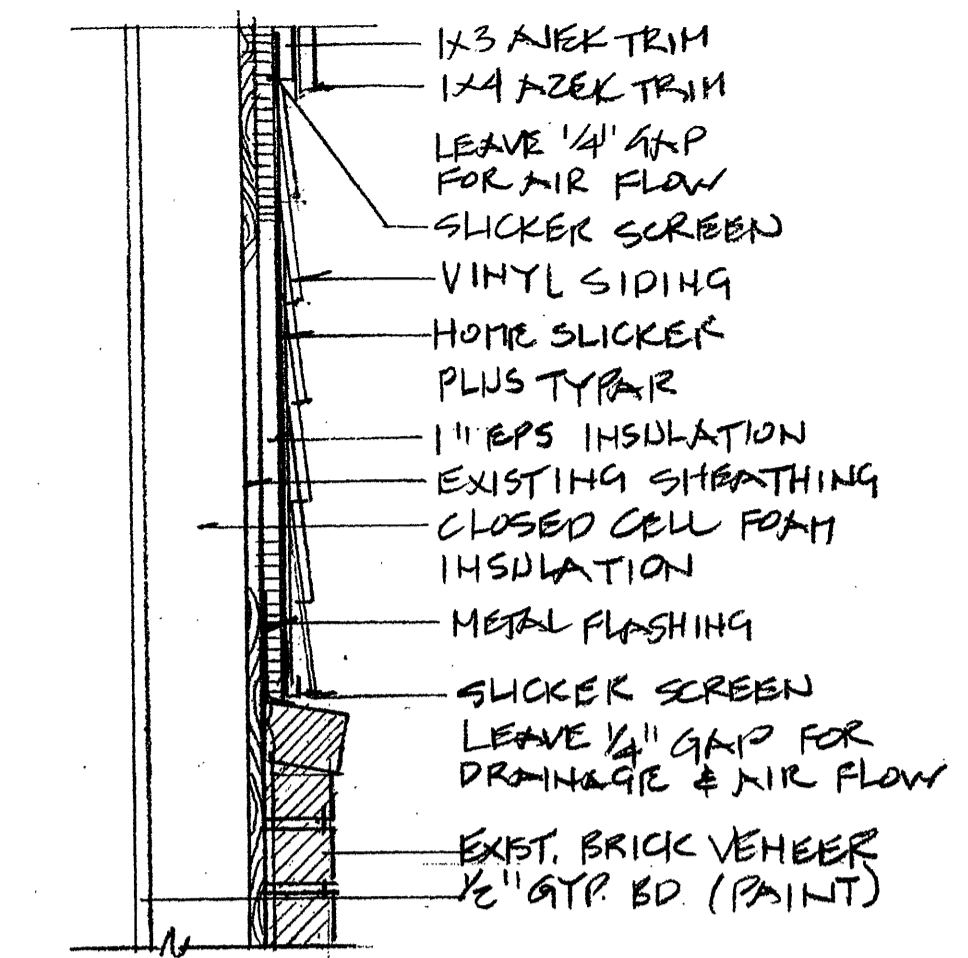 1X3 AZEK TRIM
1X4 AZEK TRIM
LEAVE 1/4" GAP
FOR AIR FLOW
SLICKER SCREEN
VINYL SIDING
HOME SLICKER
PLUS TYPAR
1" EPS INSULATION
EXISTING SHEATHING
CLOSED CELL FOAM
INSULATION
METAL FLASHING
SLICKER SCREEN
LEAVE 1/4" GAP FOR
DRAINAGE & AIR FLOW
EXIST. BRICK VENEER
1/2" GYP. BD. (PAINT)